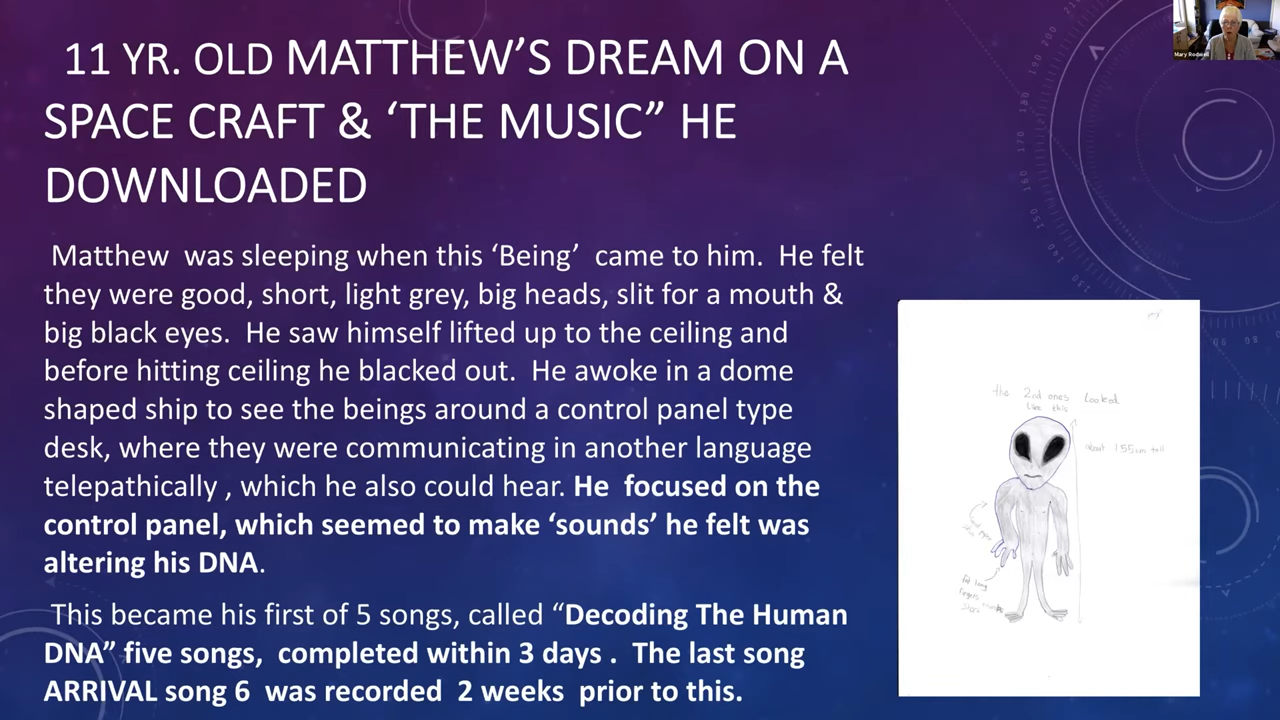 11 YR. OLD MATTHEW’S DREAM ON A
SPACE CRAFT & ‘THE MUSIC” HE
DOWNLOADED
Matthew was sleeping when this ‘Being’ came to him. He felt
they were good, short, light grey, big heads, slit for a mouth &
big black eyes. He saw himself lifted up to the ceiling and
before hitting ceiling he blacked out. He awoke in a dome
shaped ship to see the beings around a control panel type
desk, where they were communicating in another language
telepathically , which he also could hear. He focused on the
control panel, which seemed to make ‘sounds’ he felt was
altering his DNA.
This became his first of 5 songs, called “Decoding The Human
DNA” five songs, completed within 3 days . The last song
ARRIVAL song 6 was recorded 2 weeks prior to this.
the 2nd ones looked
like this
about 155cm tall
long
fingers
Mary
200
190
180
170
160
150